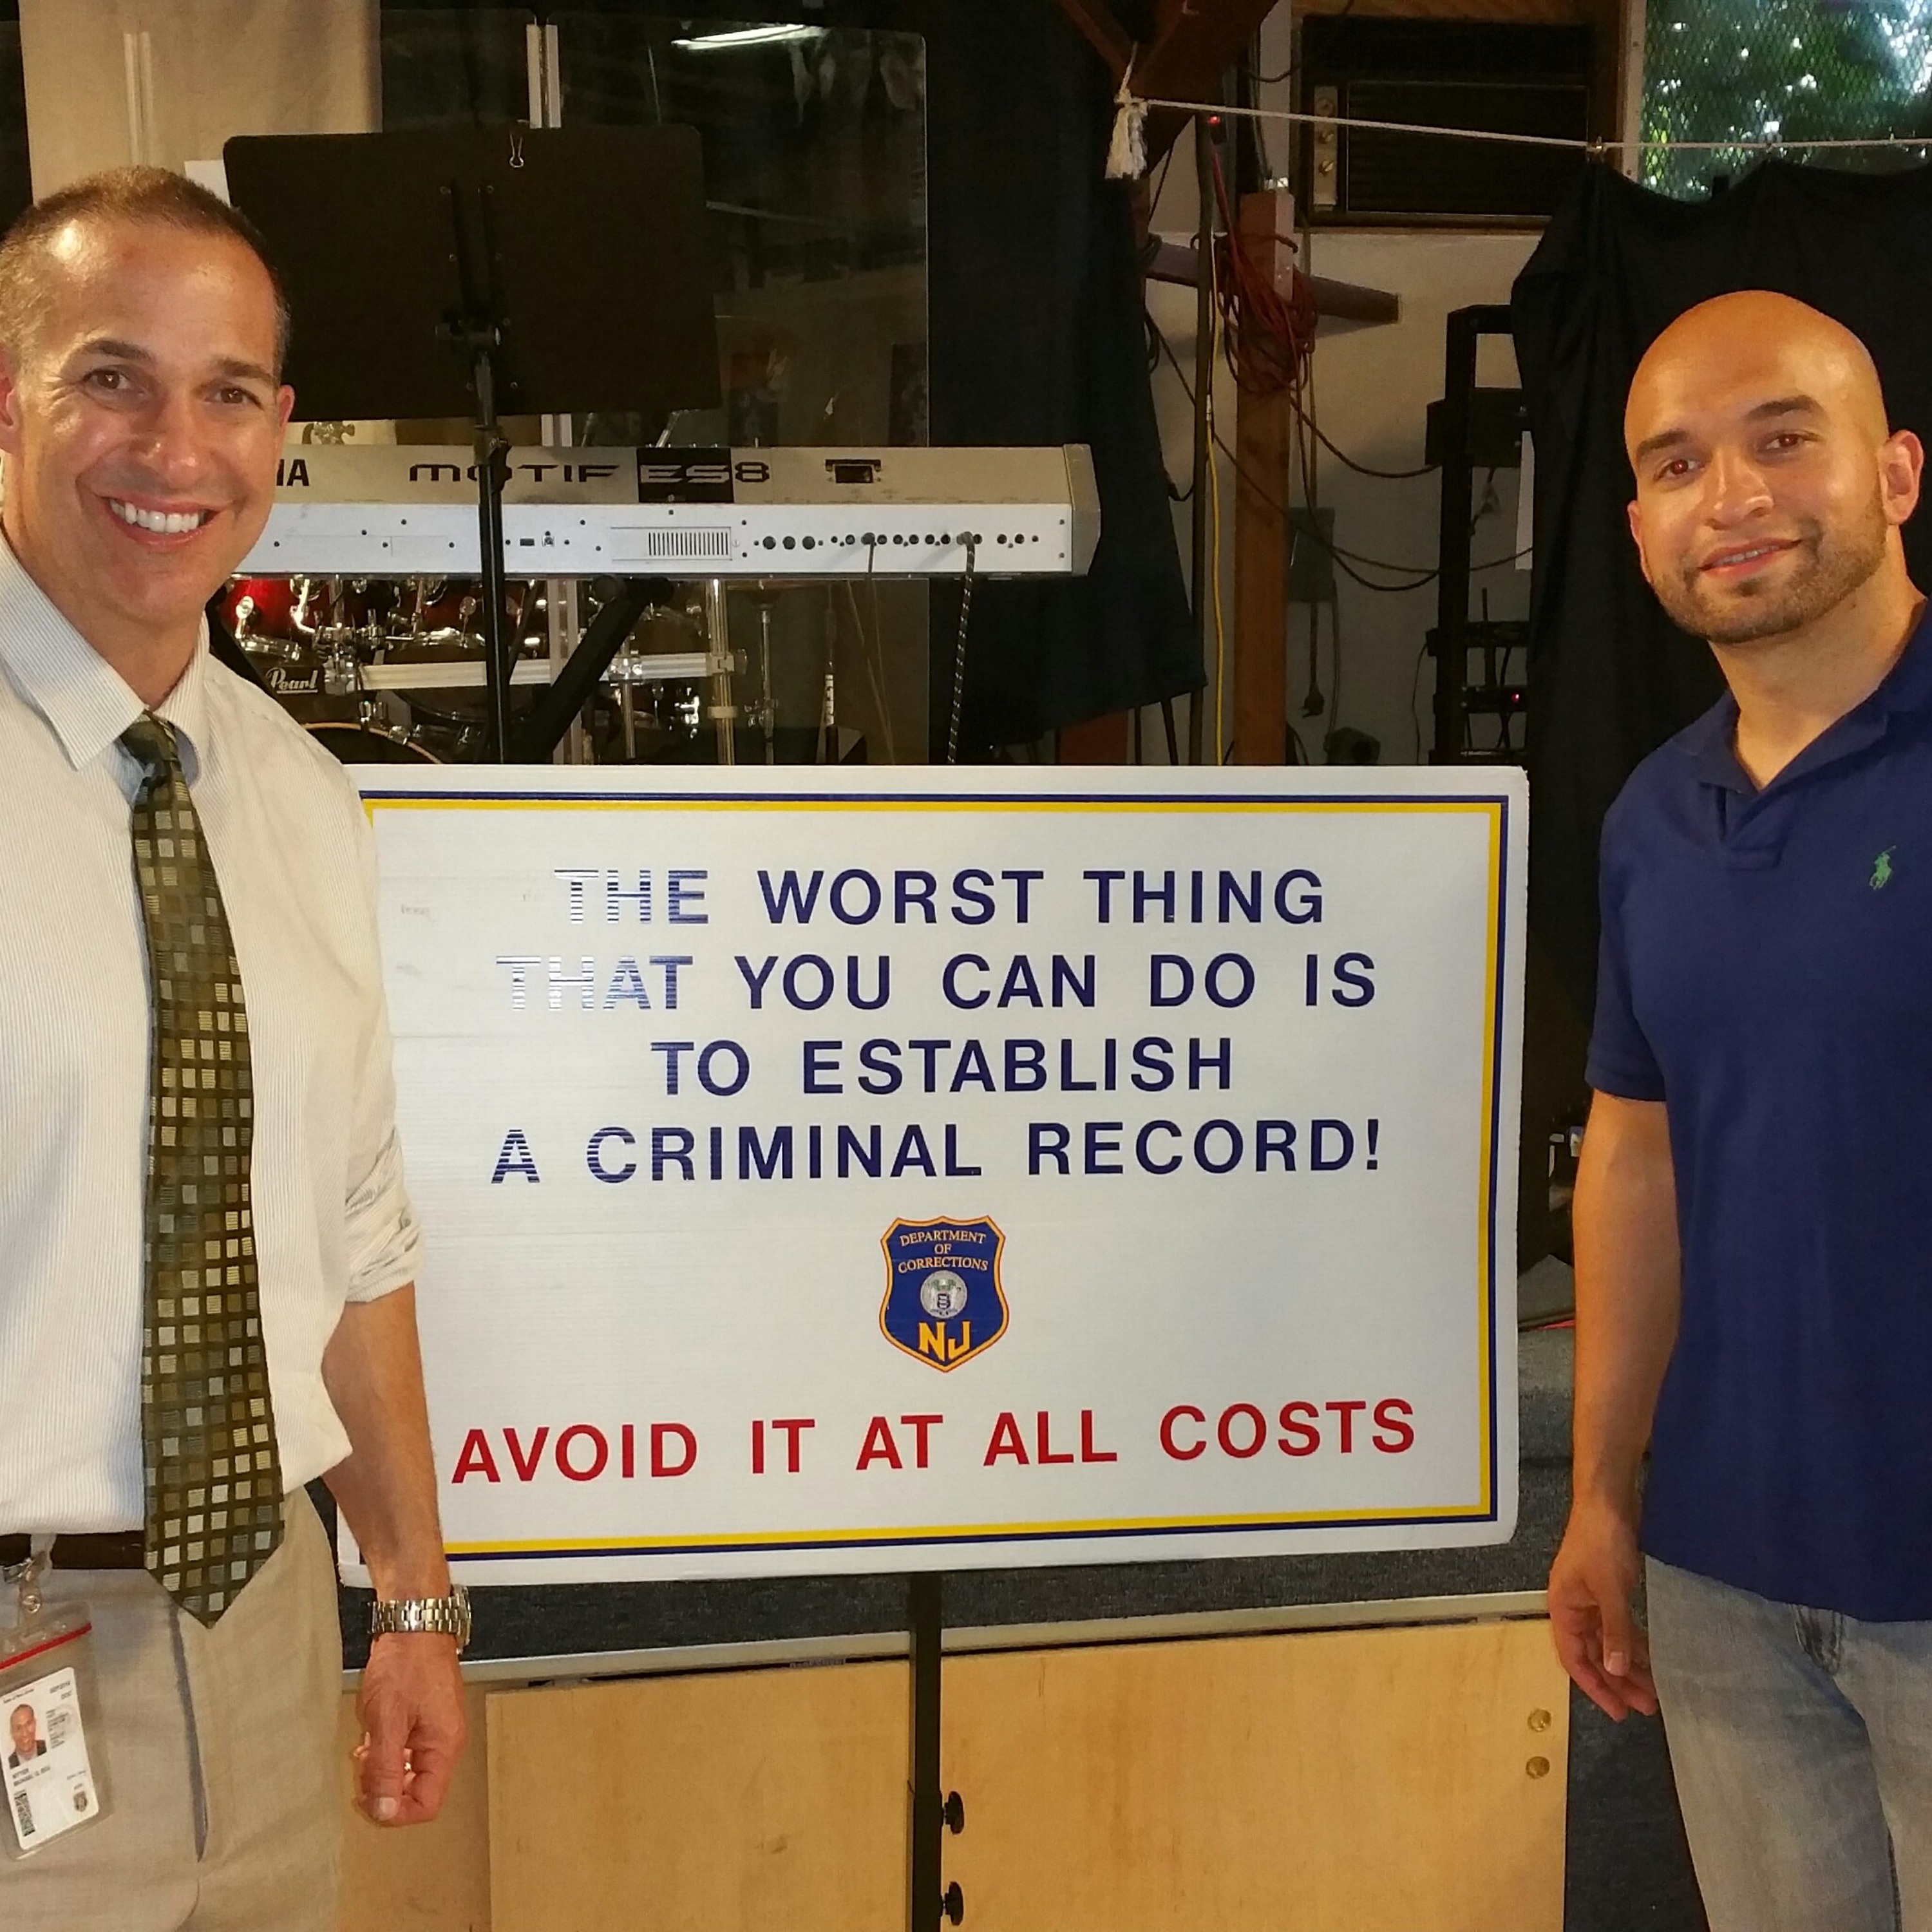 MOTIF ES8
Pearl
THE WORST THING
THAT YOU CAN DO IS
TO ESTABLISH
A CRIMINAL RECORD!
DEPARTMENT
OF
CORRECTIONS
NJ
AVOID IT AT ALL COSTS